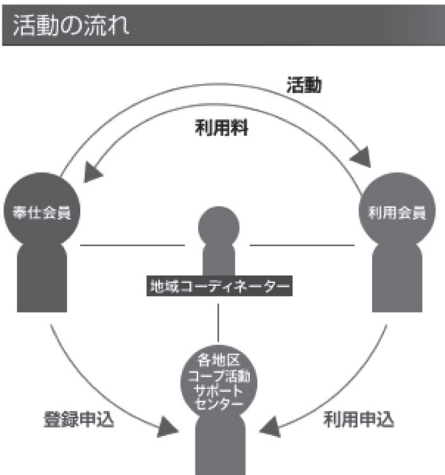 活動の流れ
活動
利用料
奉仕会員
利用会員
地域コーディネーター
各地区
コープ活動
サポート
センター
登録申込
利用申込